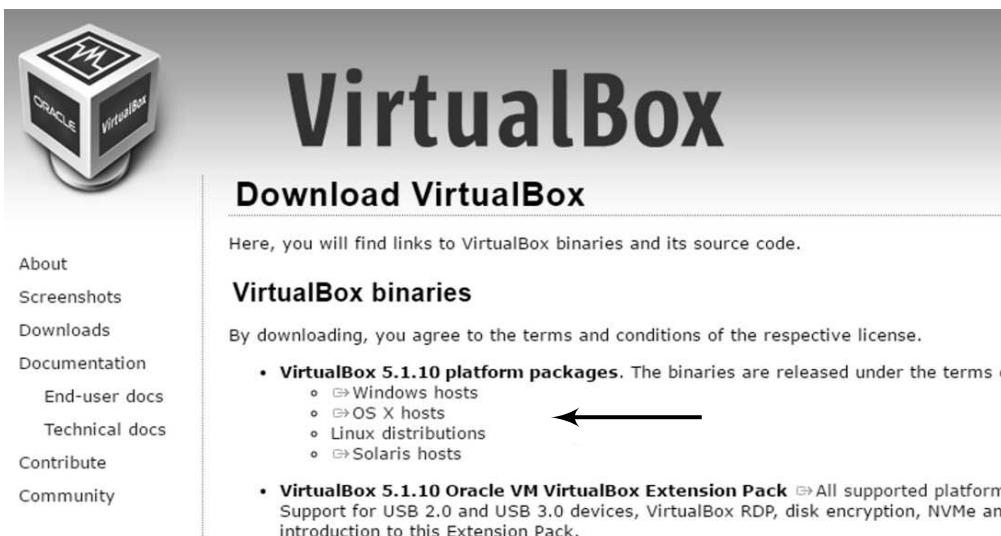 ORACLE
VirtualBox
VirtualBox
Download VirtualBox
Here, you will find links to VirtualBox binaries and its source code.
About
Screenshots
Downloads
Documentation
End-user docs
Technical docs
Contribute
Community
VirtualBox binaries
By downloading, you agree to the terms and conditions of the respective license.
• VirtualBox 5.1.10 platform packages. The binaries are released under the terms
Windows hosts
OS X hosts
Linux distributions
Solaris hosts
• VirtualBox 5.1.10 Oracle VM VirtualBox Extension Pack All supported platform
Support for USB 2.0 and USB 3.0 devices, VirtualBox RDP, disk encryption, NVMe an
introduction to this Extension Pack.